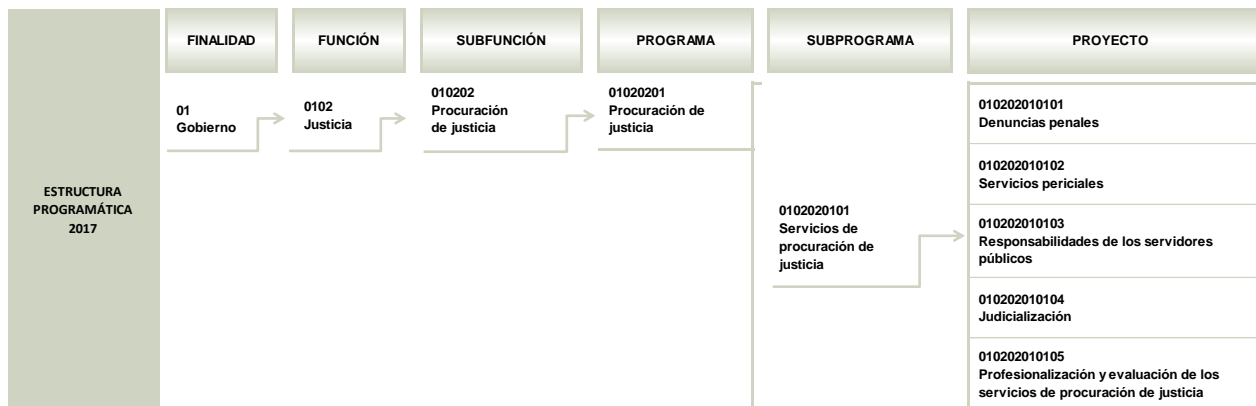 FINALIDAD
FUNCIÓN
SUBFUNCIÓN
PROGRAMA
SUBPROGRAMA
PROYECTO
ESTRUCTURA
PROGRAMÁTICA
2017
01
Gobierno
0102
Justicia
010202
Procuración
de justicia
01020201
Procuración de
justicia
0102020101
Servicios de
procuración de
justicia
010202010101
Denuncias penales
010202010102
Servicios periciales
010202010103
Responsabilidades de los servidores
públicos
010202010104
Judicialización
010202010105
Profesionalización y evaluación de los
servicios de procuración de justicia